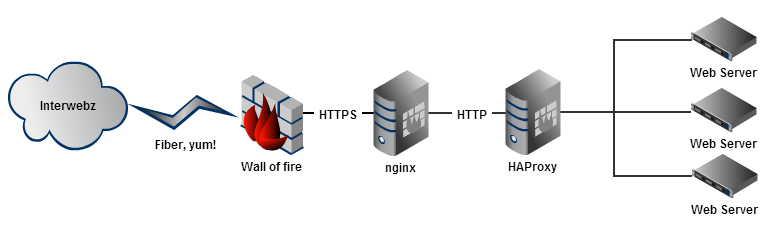 Interwebz
Fiber, yum!
Wall of fire
HTTPS
nginx
HTTP
HAProxy
Web Server
Web Server
Web Server